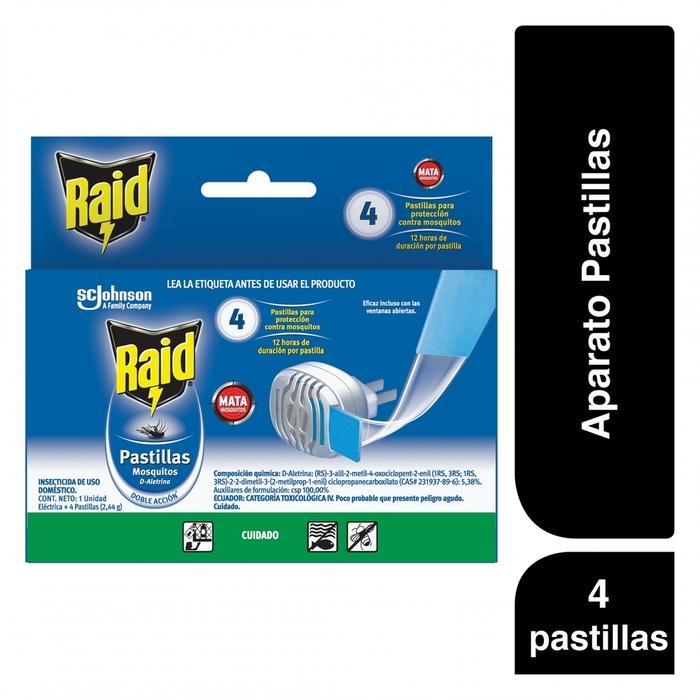 Raid
MATA
MOSQUITOS
4
Pastillas para
protección
contra mosquitos
12 horas de
duración por pastilla
SCJohnson
A Family Company
LEA LA ETIQUETA ANTES DE USAR EL PRODUCTO
4
Pastillas para
protección
contra mosquitos
12 horas de
duración por pastilla
Eficaz incluso con las
ventanas abiertas.
Raid
MATA
MOSQUITOS
Pastillas
Mosquitos
D-Aletrina
DOBLE ACCIÓN
INSECTICIDA DE USO
DOMÉSTICO.
CONT. NETO: 1 Unidad
Eléctrica + 4 Pastillas (2,44 g)
Composición química: D-Aletrina: (RS)-3-alil-2-metil-4-oxociclopent-2-enil (1RS, 3RS; 1RS,
3RS)-2-2-dimetil-3-(2-metilprop-1-enil) ciclopropanecarboxilato (CAS# 231937-89-6): 5,38%.
Auxiliares de formulación: csp 100,00%
ECUADOR: CATEGORÍA TOXICOLÓGICA IV. Poco probable que presente peligro agudo.
Cuidado.
CUIDADO
Aparato Pastillas
4
pastillas